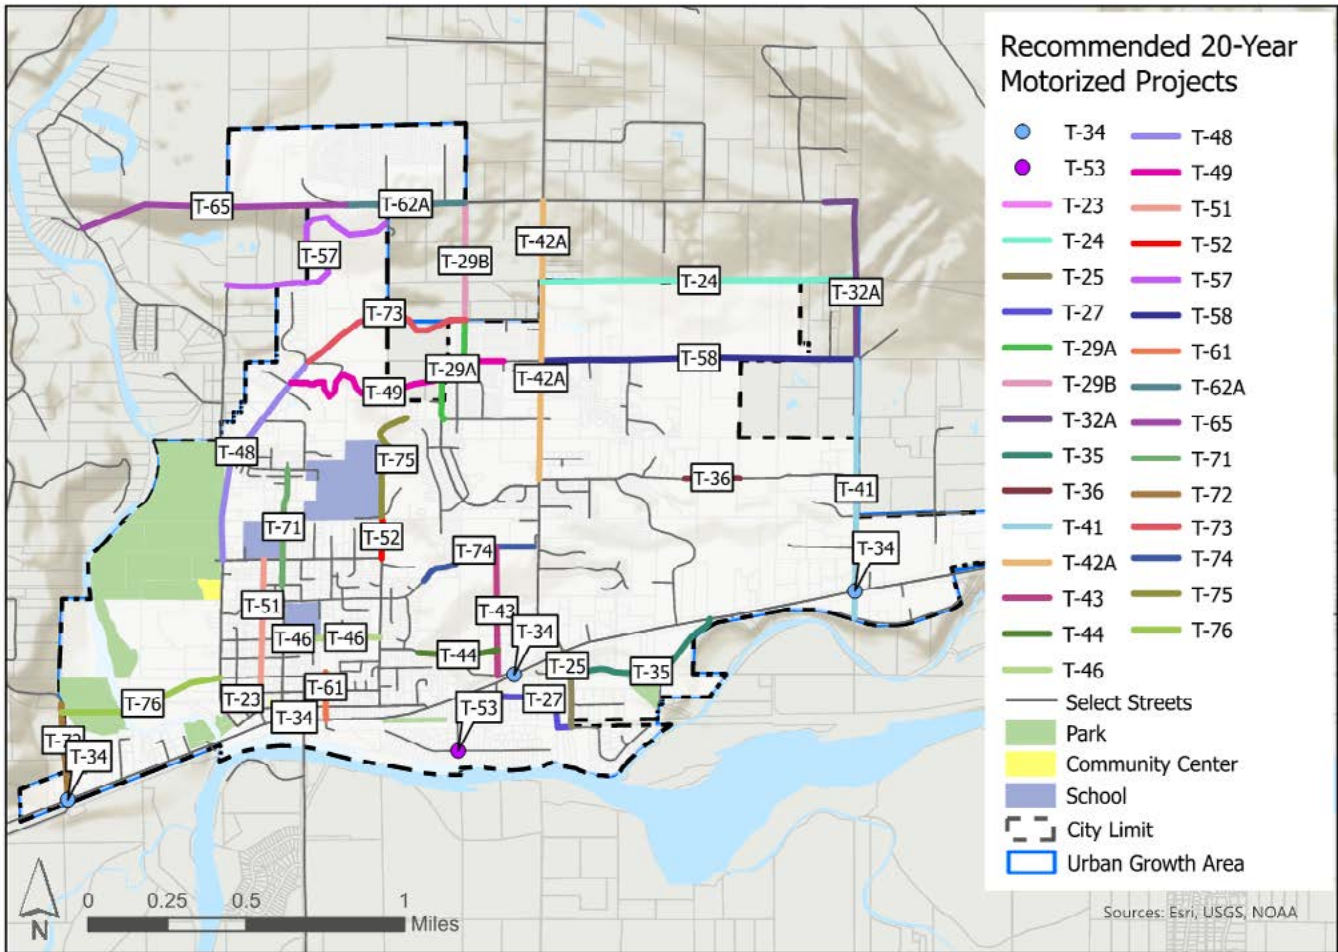 Recommended 20-Year
Motorized Projects
T-34
T-53
T-23
T-24
T-25
T-27
T-29A
T-29B
T-32A
T-35
T-36
T-41
T-42A
T-43
T-44
T-46
T-48
T-49
T-51
T-52
T-57
T-58
T-61
T-62A
T-65
T-71
T-72
T-73
T-74
T-75
T-76
Select Streets
Park
Community Center
School
City Limit
Urban Growth Area
Sources: Esri, USGS, NOAA
T-65
T-62A
T-57
T-29B
T-42A
T-24
T-32A
T-73
T-58
T-29A
T-42A
T-49
T-48
T-75
T-36
T-41
T-71
T-52
T-74
T-34
T-51
T-43
T-46
T-46
T-34
T-44
T-25
T-35
T-61
T-23
T-76
T-27
T-53
T-34
T-72
T-34
N
0 0.25 0.5 1
Miles